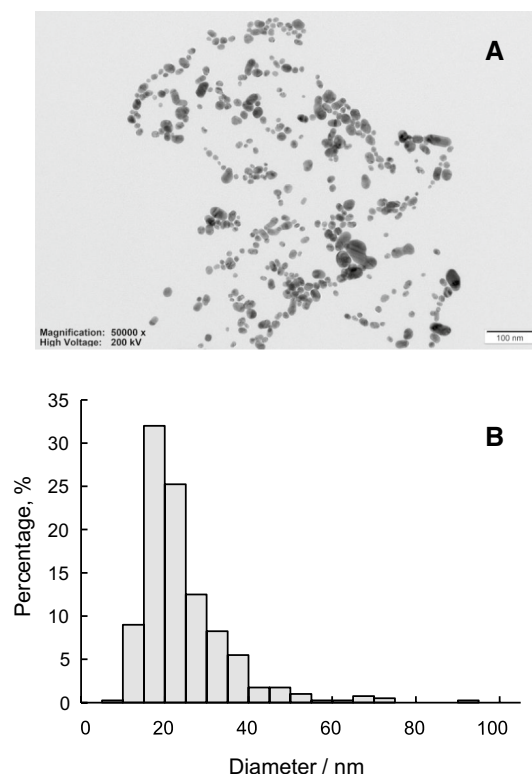 A
Magnification: 50000 x
High Voltage: 200 kV
100 nm
B
Percentage, %
35
30
25
20
15
10
5
0
0 20 40 60 80 100
Diameter / nm